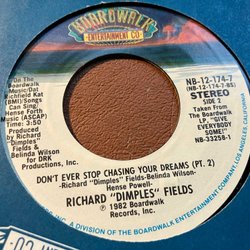 BOARDWALK
ENTERTAINMENT CO.
On The
Boardwalk
Music/Dat
Richfield Kat
(BMI)/Songs Can
Sing, Hense
Forth Music
(ASCAP)
Time: 3:50
Produced by
Richard "Dimples"
Fields &
Belinda Wilson
for DRK
Productions, Inc.
NB-12-174-7
(NB-12-174-7-BS)
STEREO
SIDE 2
Taken From
The Boardwalk
LP, "GIVE
EVERYBODY
SOME!"
NB-33258-1
DON'T EVER STOP CHASING YOUR DREAMS (PT. 2)
-Richard "Dimples" Fields-Belinda Wilson-
Hense Powell-
RICHARD "DIMPLES" FIELDS
℗ 1982 Boardwalk
Records, Inc.
INC. A DIVISION OF THE BOARDWALK ENTERTAINMENT CO.